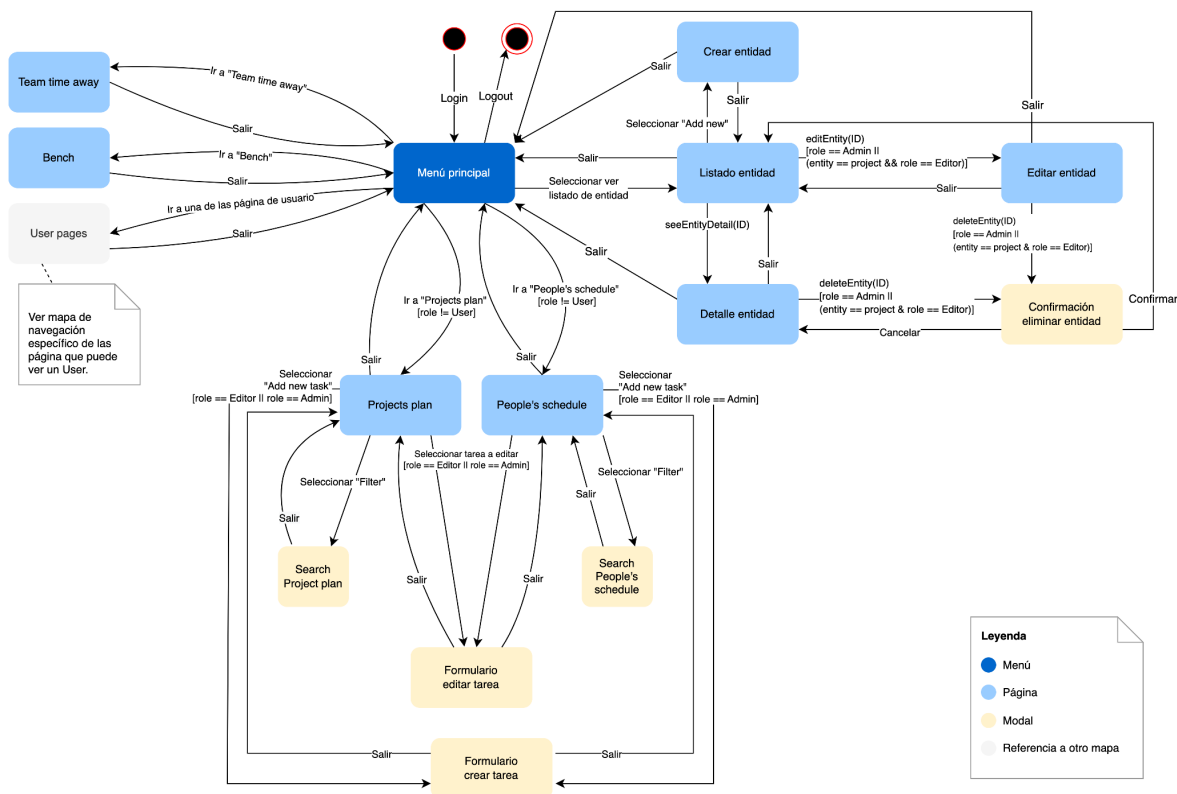 Team time away
Ir a "Team time away"
Salir
Bench
Ir a "Bench"
Salir
User pages
Ir a una de las página de usuario
Salir
Ver mapa de
navegación
específico de las
página que puede
ver un User.
Login
Logout
Menú principal
Crear entidad
Salir
Salir
Seleccionar "Add new"
Salir
Listado entidad
Seleccionar ver
listado de entidad
editEntity(ID)
[role == Admin ||
(entity == project && role == Editor)]
Salir
Editar entidad
Salir
seeEntityDetail(ID)
Salir
Salir
deleteEntity(ID)
[role == Admin ||
(entity == project & role == Editor)]
Detalle entidad
deleteEntity(ID)
[role == Admin ||
(entity == project & role == Editor)]
Cancelar
Confirmación
eliminar entidad
Confirmar
Ir a "Projects plan"
[role != User]
Salir
Ir a "People's schedule"
[role != User]
Salir
Seleccionar
"Add new task"
[role == Editor || role == Admin]
Projects plan
People's schedule
Seleccionar
"Add new task"
[role == Editor || role == Admin]
Seleccionar tarea a editar
[role == Editor || role == Admin]
Seleccionar "Filter"
Salir
Seleccionar "Filter"
Salir
Search
Project plan
Search
People's
schedule
Salir
Salir
Formulario
editar tarea
Salir
Formulario
crear tarea
Salir
Leyenda
Menú
Página
Modal
Referencia a otro mapa